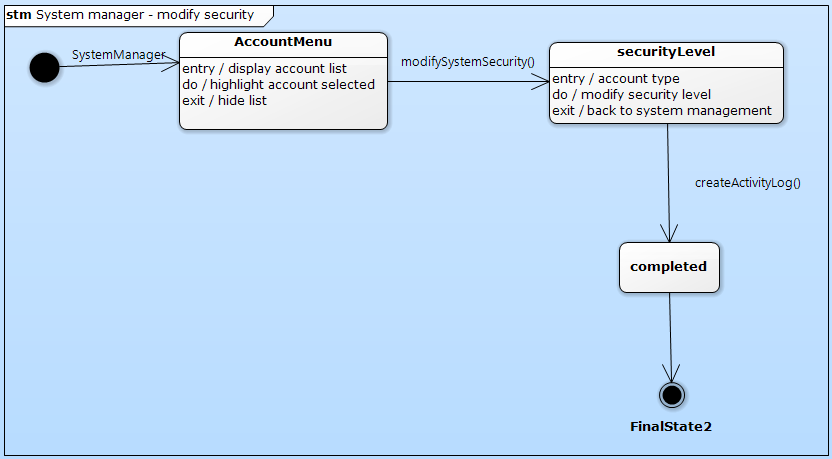 stm System manager - modify security
SystemManager
AccountMenu
entry / display account list
do / highlight account selected
exit / hide list
modifySystemSecurity()
securityLevel
entry / account type
do / modify security level
exit / back to system management
createActivityLog()
completed
FinalState2